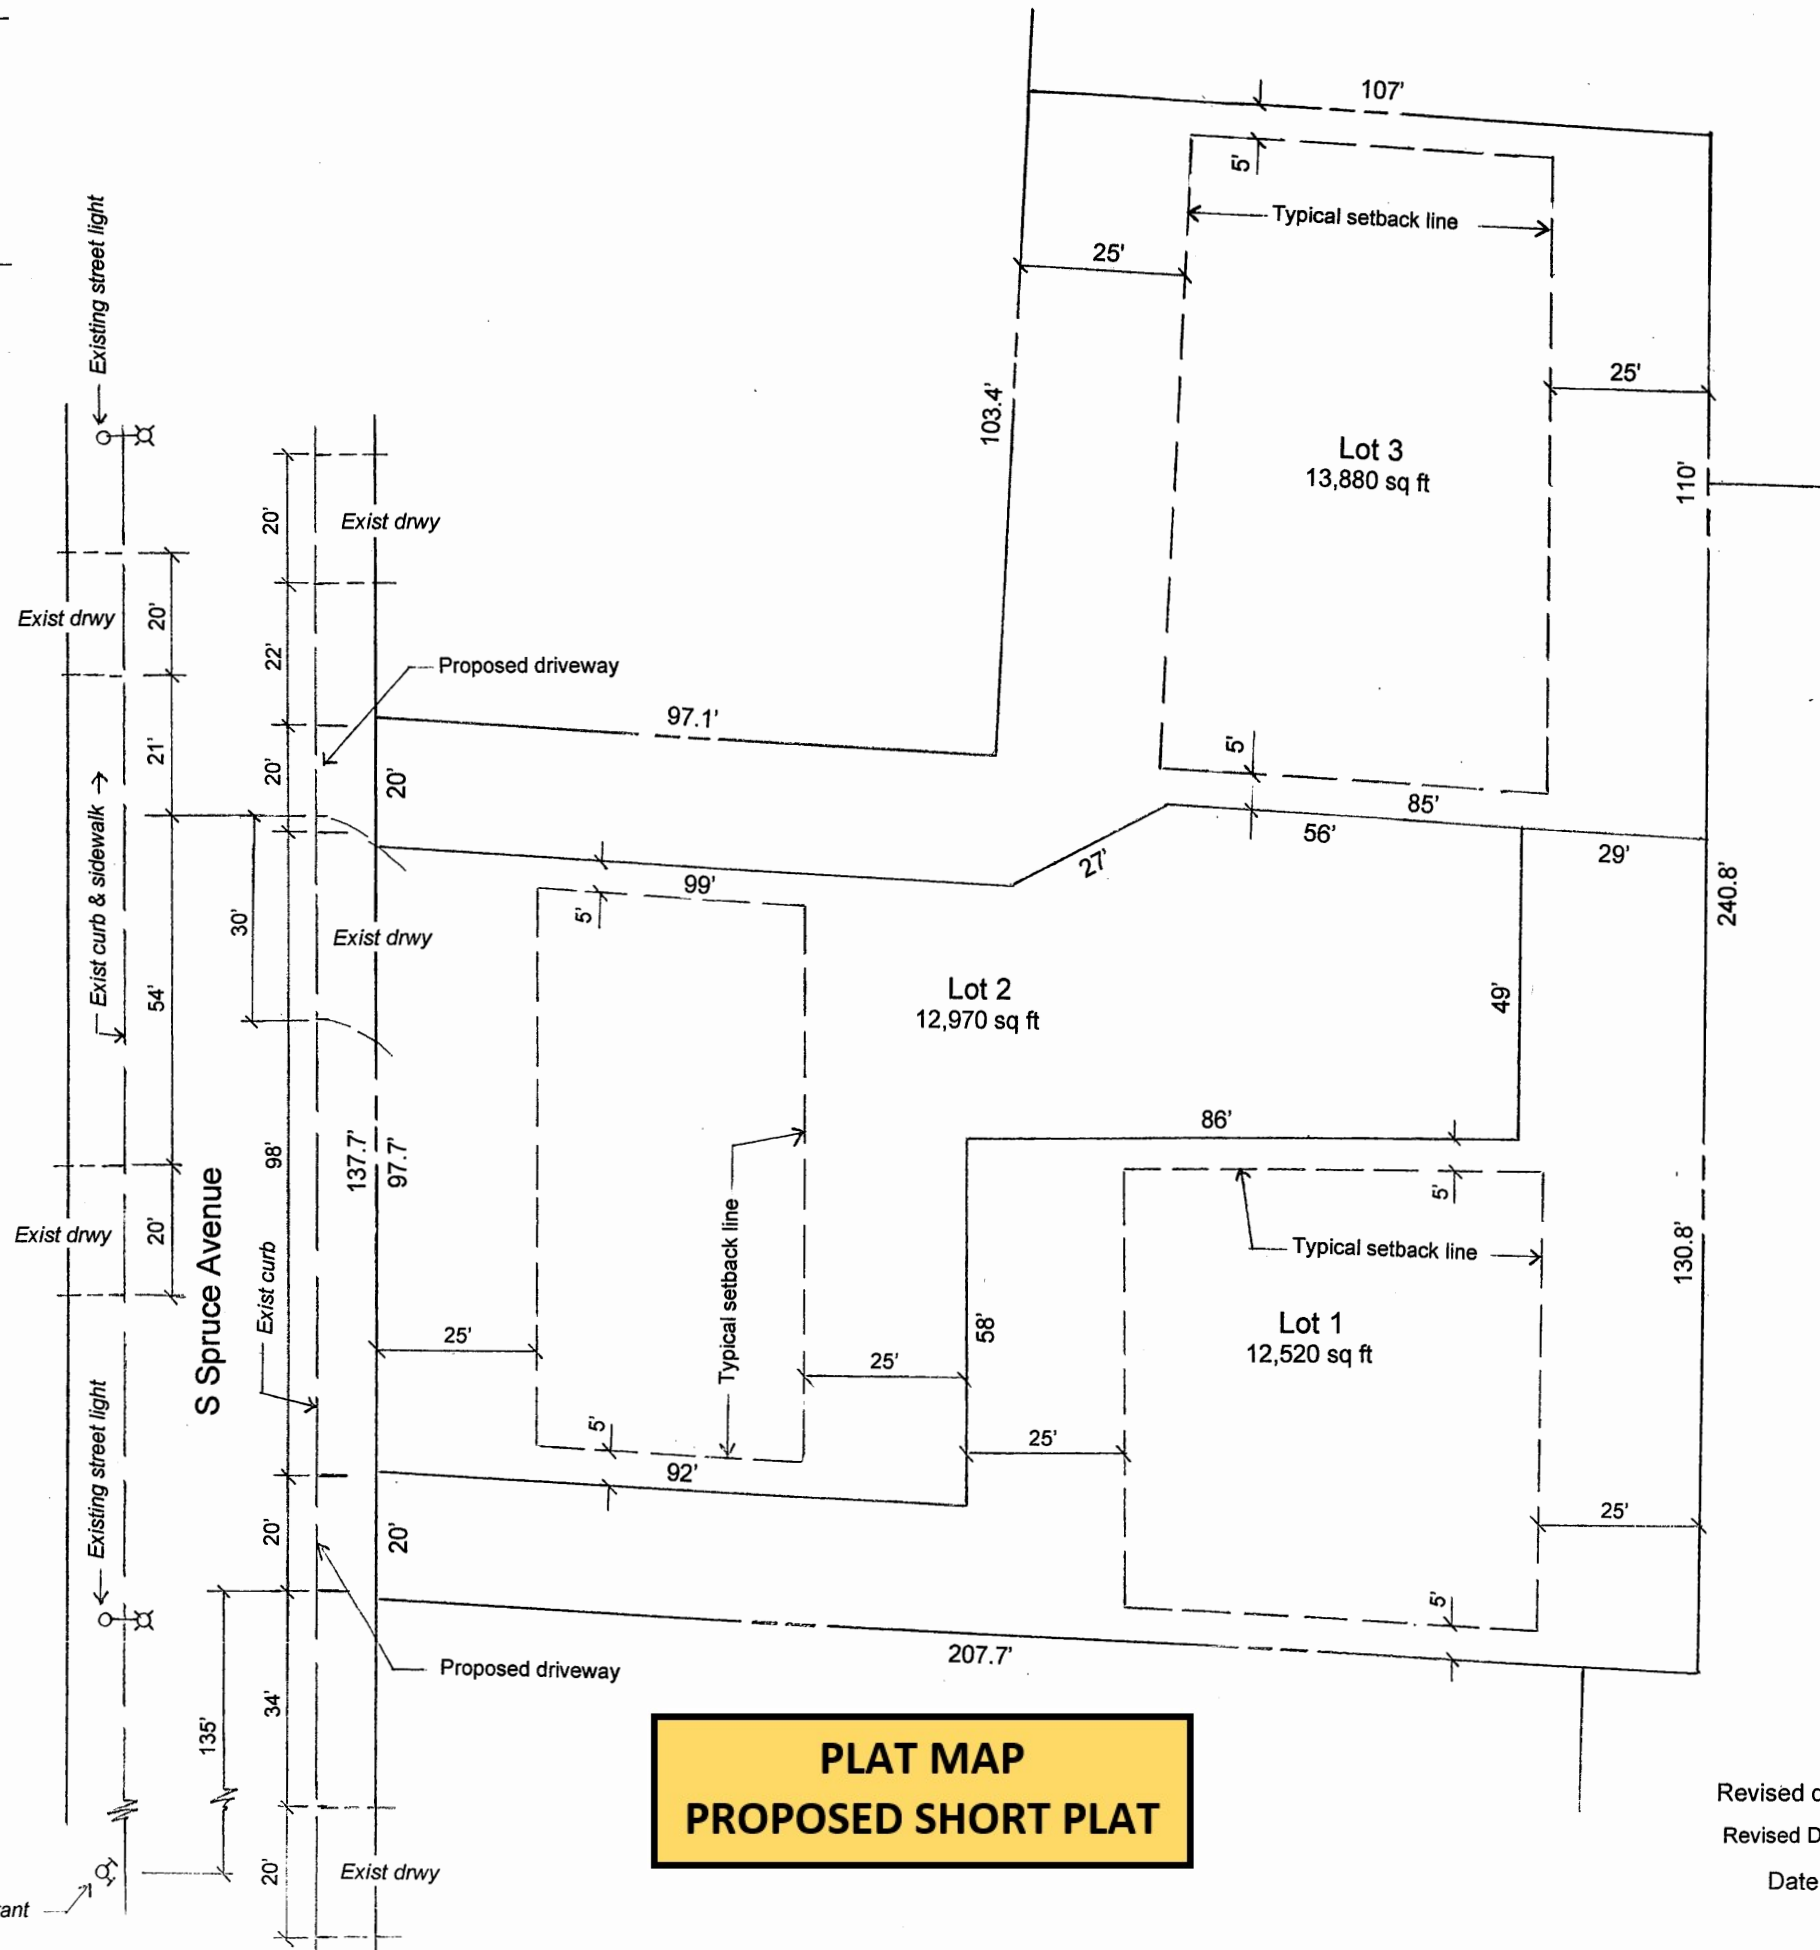 107'
5'
Typical setback line
25'
25'
103.4'
Lot 3
13,880 sq ft
110'
Existing street light
20'
Exist drwy
Exist drwy
20'
22'
Proposed driveway
97.1'
21'
20'
20'
5'
85'
56'
29'
27'
99'
5'
240.8'
Exist curb & sidewalk
30'
Exist drwy
54'
Lot 2
12,970 sq ft
49'
86'
98'
137.7'
97.7'
5'
Exist drwy
20'
S Spruce Avenue
Typical setback line
Typical setback line
130.8'
Exist curb
25'
58'
Lot 1
12,520 sq ft
25'
5'
25'
92'
25'
Existing street light
20'
20'
5'
207.7'
Proposed driveway
34'
135'
PLAT MAP
PROPOSED SHORT PLAT
Revised
Revised D
Date
20'
Exist drwy
ant